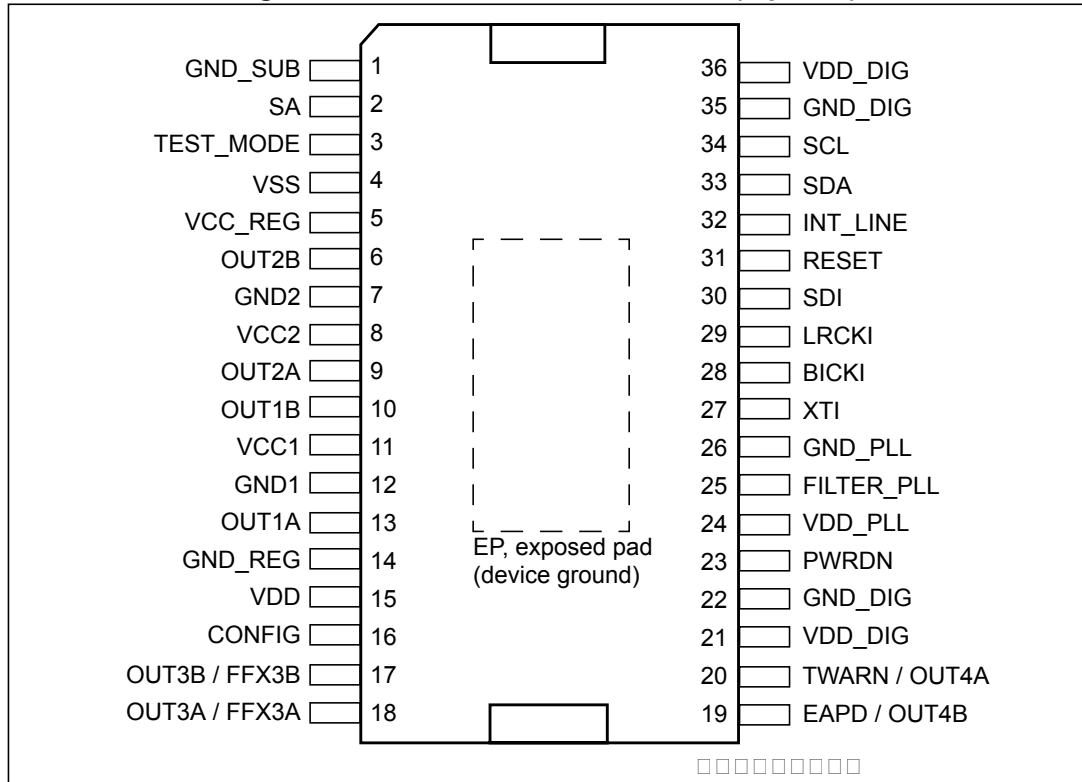 GND_SUB 1 36 VDD_DIG
SA 2 35 GND_DIG
TEST_MODE 3 34 SCL
VSS 4 33 SDA
VCC_REG 5 32 INT_LINE
OUT2B 6 31 RESET
GND2 7 30 SDI
VCC2 8 29 LRCKI
OUT2A 9 28 BICKI
OUT1B 10 27 XTI
VCC1 11 26 GND_PLL
GND1 12 25 FILTER_PLL
OUT1A 13 24 VDD_PLL
EP, exposed pad
(device ground)
GND_REG 14 23 PWRDN
VDD 15 22 GND_DIG
CONFIG 16 21 VDD_DIG
OUT3B / FFX3B 17 20 TWARN / OUT4A
OUT3A / FFX3A 18 19 EAPD / OUT4B